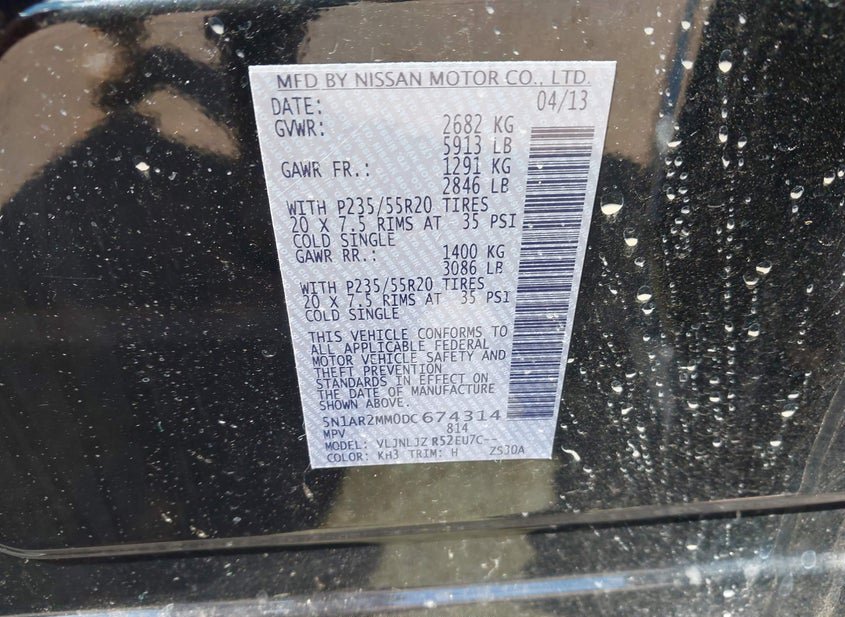 MFD BY NISSAN MOTOR CO., LTD.
DATE: 04/13
GVWR: 2682 KG
5913 LB
GAWR FR.: 1291 KG
2846 LB
WITH P235/55R20 TIRES
20 X 7.5 RIMS AT 35 PSI
COLD SINGLE
GAWR RR.: 1400 KG
3086 LB
WITH P235/55R20 TIRES
20 X 7.5 RIMS AT 35 PSI
COLD SINGLE
THIS VEHICLE CONFORMS TO
ALL APPLICABLE FEDERAL
MOTOR VEHICLE SAFETY AND
THEFT PREVENTION
STANDARDS IN EFFECT ON
THE DATE OF MANUFACTURE
SHOWN ABOVE.
5N1AR2MM0DC674314
MPV 814
MODEL: VLJNLJZ R52EU7C--
COLOR: KH3 TRIM: H ZS30A